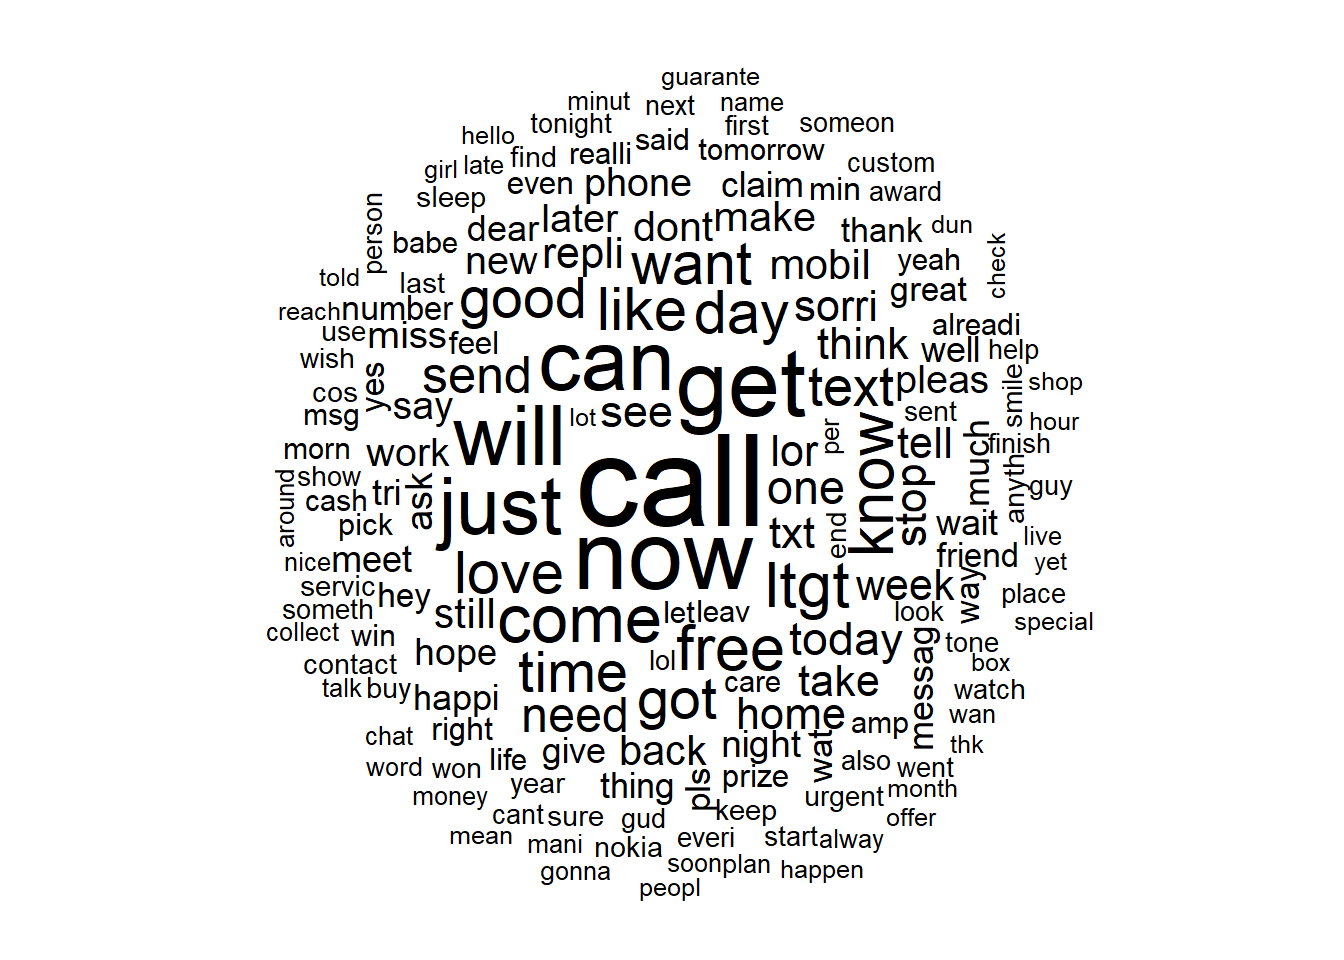 guarante
minut next name
hello tonight first someon
girl late find realli said tomorrow custom
sleep even phone claim min award
person babe dear later dont make thank dun
told last new repli want mobil yeah check
reach number good like day sorri great
use miss feel alreadi
wish can think well help
cos yes send get text pleas smile shop
msg say will lot see per sent hour
morn work call lor know tell much finish
around show cash tri ask just one stop anyth guy
pick txt end wait live
nice meet now friend yet
servic hey love ltgt week way place
someth still come let leav look special
collect win free today messag tone
contact hope time lol box
talk buy happi got care take watch
right need home amp wan
chat life give back night wat also thk
word won year thing pls prize went
money keep urgent month
cant sure gud offer
mean mani nokia everi start alway
gonna soon plan happen
peopl